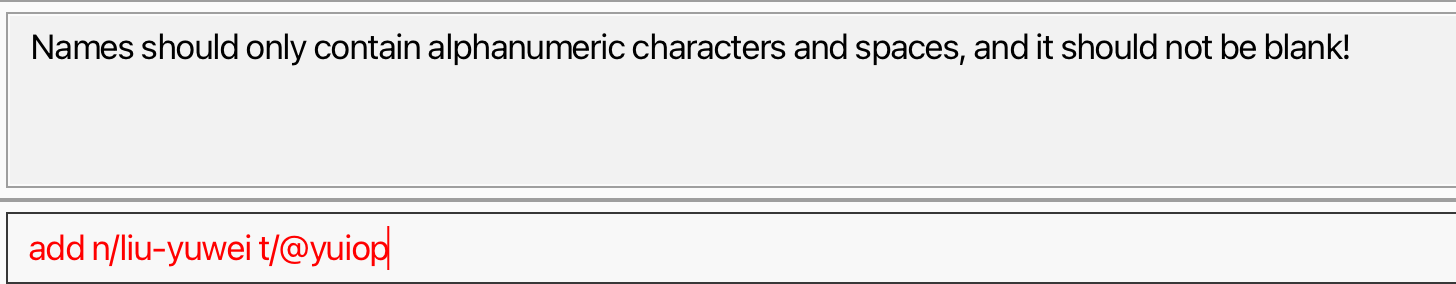 Names should only contain alphanumeric characters and spaces, and it should not be blank!
add n/liu-yuwei t/@yuiop